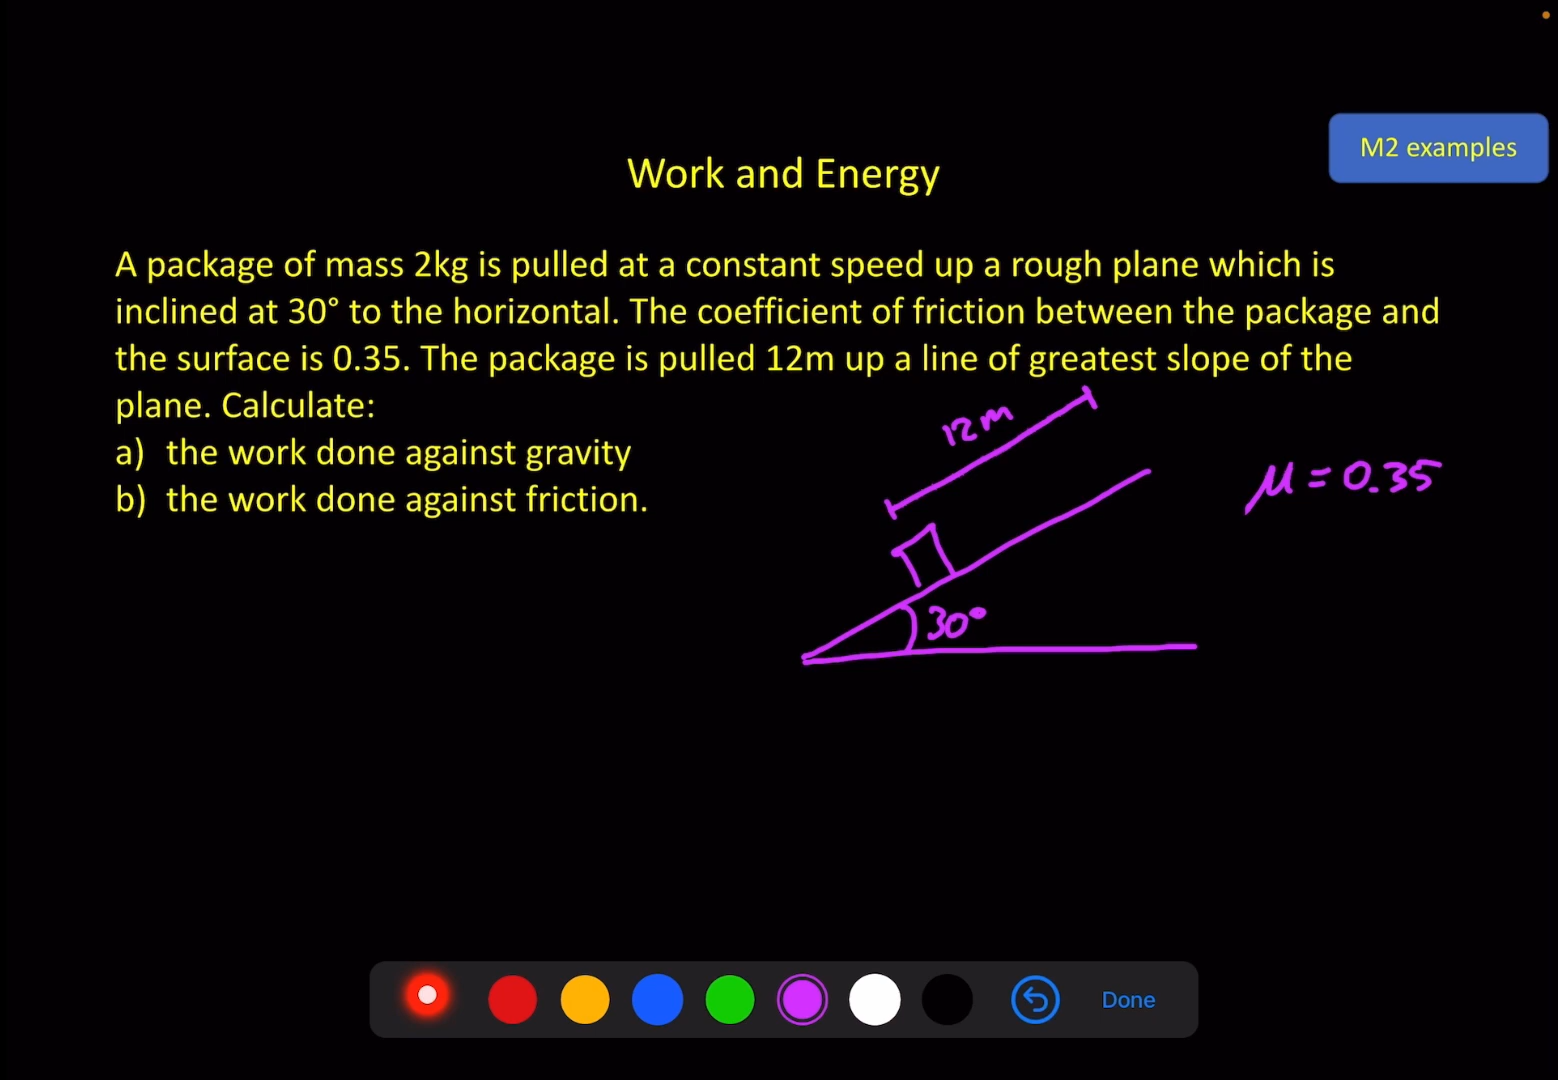 M2 examples
Work and Energy
A package of mass 2kg is pulled at a constant speed up a rough plane which is
inclined at 30° to the horizontal. The coefficient of friction between the package and
the surface is 0.35. The package is pulled 12m up a line of greatest slope of the
plane. Calculate:
a) the work done against gravity
b) the work done against friction.
12m
μ = 0.35
30°
Done